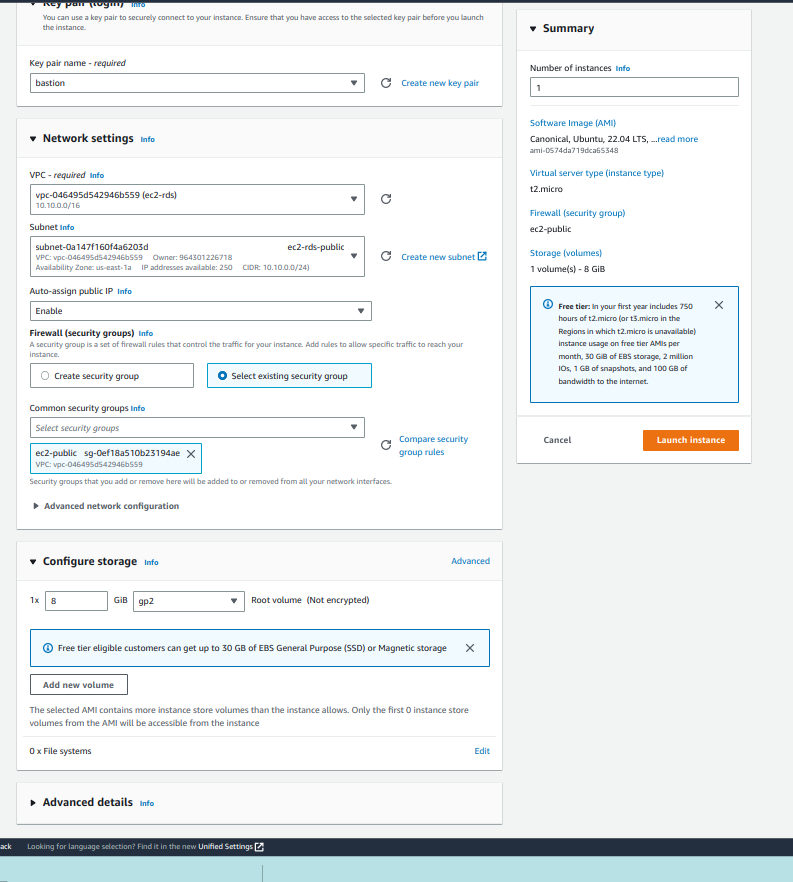 Key pair (login) Info
You can use a key pair to securely connect to your instance. Ensure that you have access to the selected key pair before you launch
the instance.
Key pair name - required
bastion
Create new key pair
Network settings Info
VPC - required Info
vpc-046495d542946b559 (ec2-rds)
10.10.0.0/16
Subnet Info
subnet-0a147f160f4a6203d ec2-rds-public
VPC: vpc-046495d542946b559 Owner: 964301226718
Availability Zone: us-east-1a IP addresses available: 250 CIDR: 10.10.0.0/24)
Create new subnet
Auto-assign public IP Info
Enable
Firewall (security groups) Info
A security group is a set of firewall rules that control the traffic for your instance. Add rules to allow specific traffic to reach your
instance.
Create security group
Select existing security group
Common security groups Info
Select security groups
ec2-public sg-0ef18a510b23194ae
VPC: vpc-046495d542946b559
Compare security
group rules
Security groups that you add or remove here will be added to or removed from all your network interfaces.
Advanced network configuration
Configure storage Info
Advanced
1x 8 GiB gp2 Root volume (Not encrypted)
Free tier eligible customers can get up to 30 GB of EBS General Purpose (SSD) or Magnetic storage
Add new volume
The selected AMI contains more instance store volumes than the instance allows. Only the first 0 instance store
volumes from the AMI will be accessible from the instance
0 x File systems
Edit
Advanced details Info
Summary
Number of instances Info
1
Software Image (AMI)
Canonical, Ubuntu, 22.04 LTS, ...read more
ami-0574da719dca65348
Virtual server type (instance type)
t2.micro
Firewall (security group)
ec2-public
Storage (volumes)
1 volume(s) - 8 GiB
Free tier: In your first year includes 750
hours of t2.micro (or t3.micro in the
Regions in which t2.micro is unavailable)
instance usage on free tier AMIs per
month, 30 GiB of EBS storage, 2 million
IOs, 1 GB of snapshots, and 100 GB of
bandwidth to the internet.
Cancel
Launch instance
ack Looking for language selection? Find it in the new Unified Settings